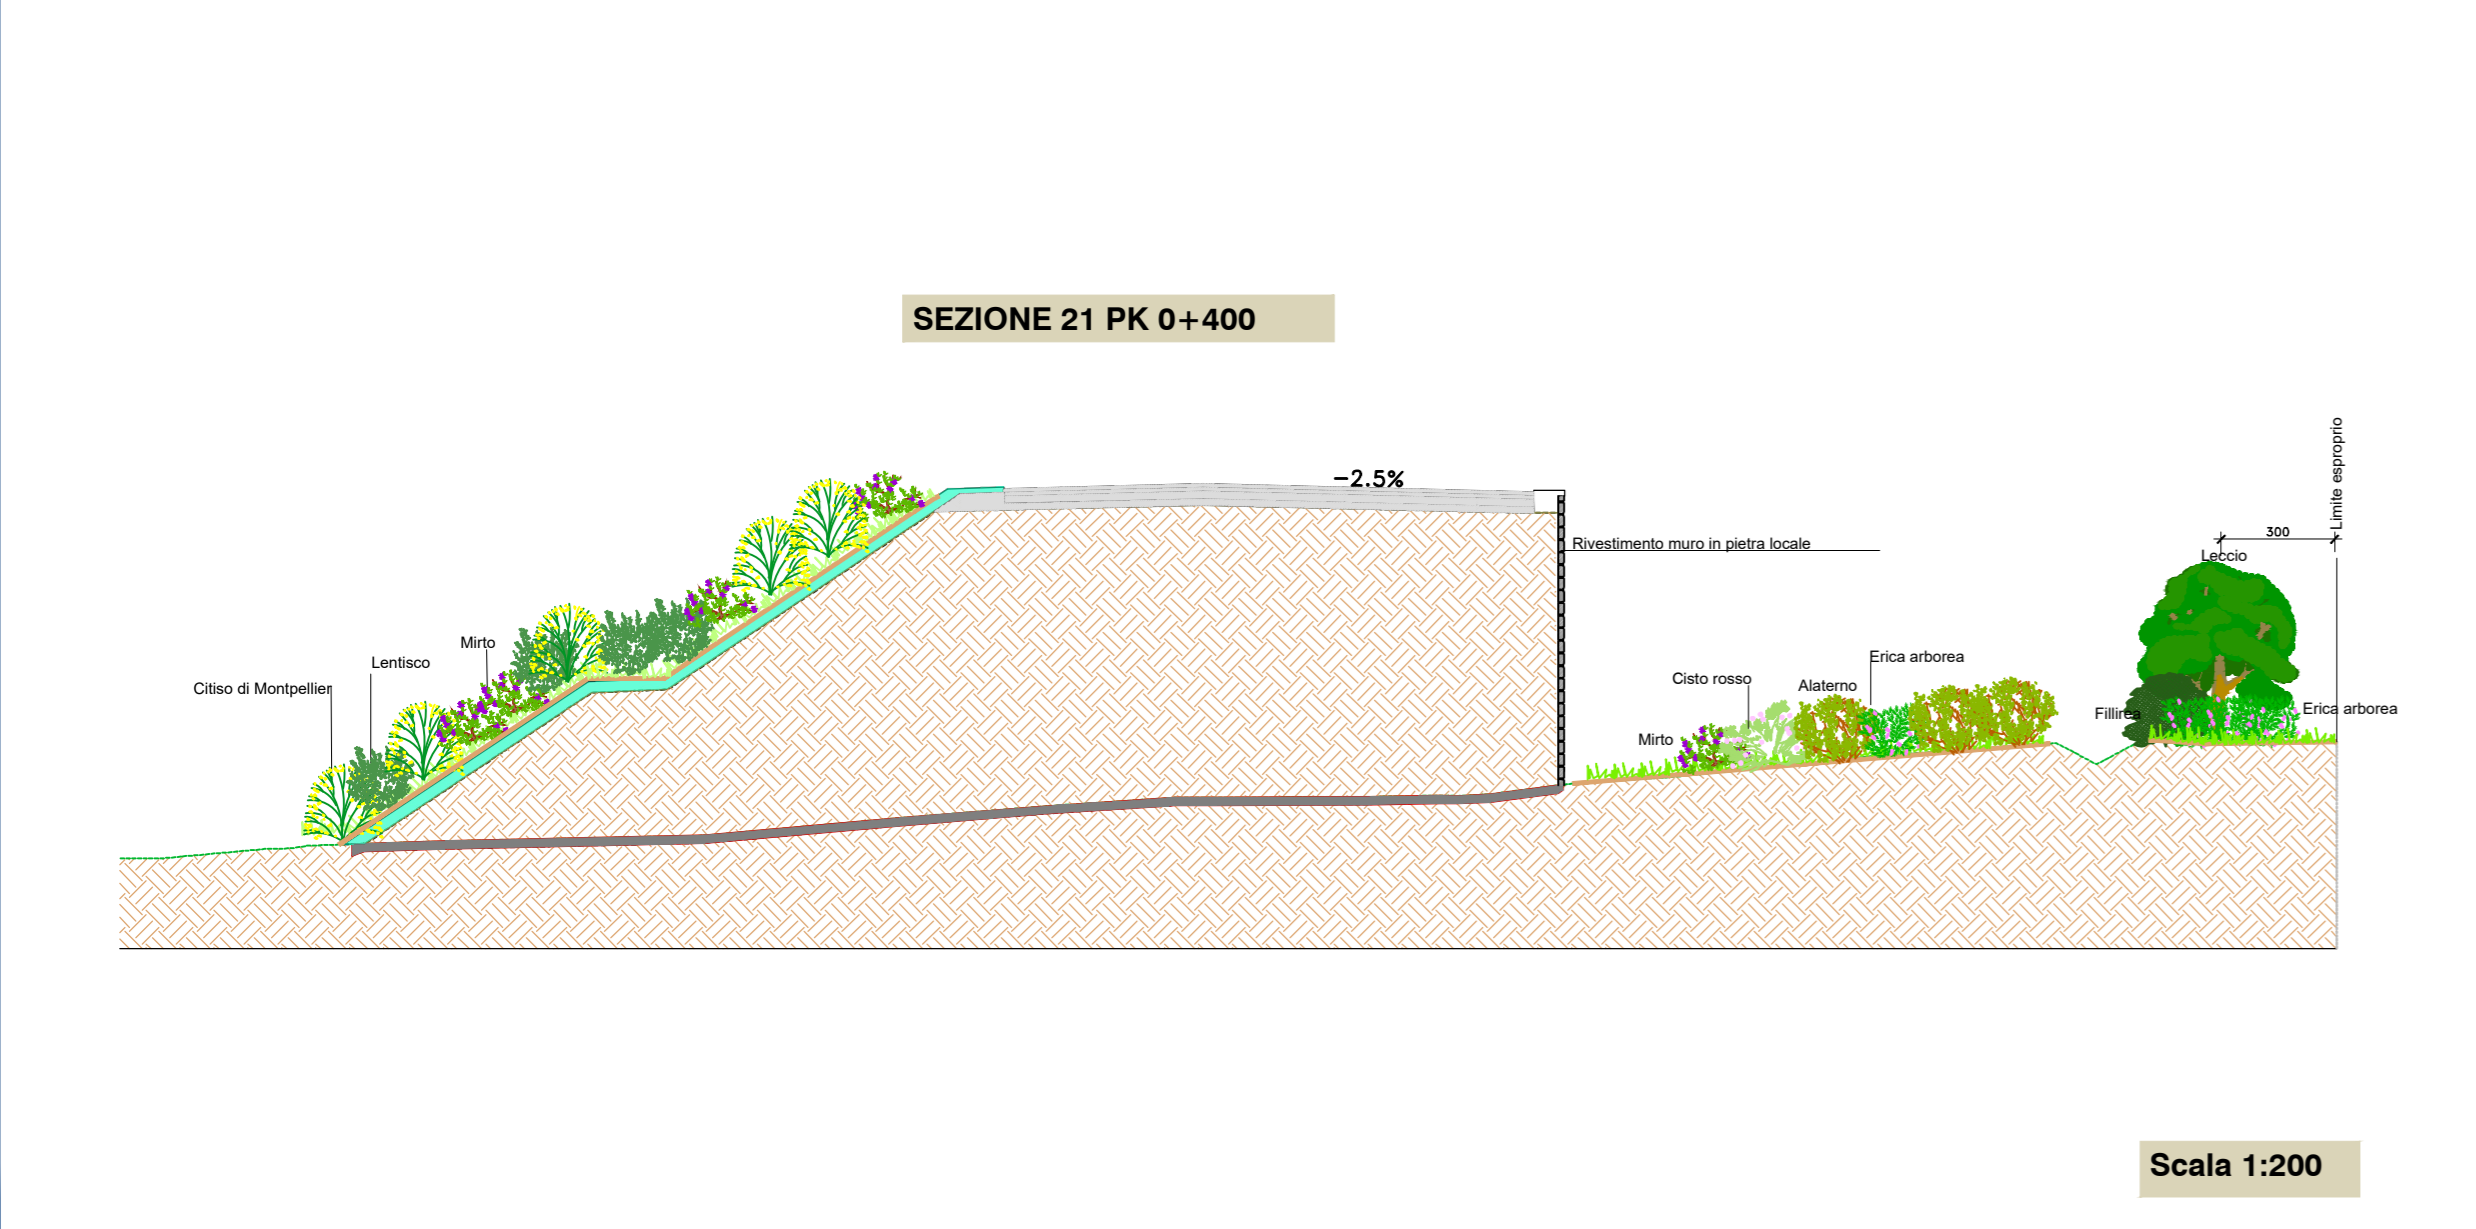 SEZIONE 21 PK 0+400
Limite esproprio
-2.5%
300
Rivestimento muro in pietra locale
Leccio
Mirto
Lentisco
Citiso di Montpellier
Erica arborea
Cisto rosso
Alaterno
Mirto
Fillirea
Erica arborea
Scala 1:200